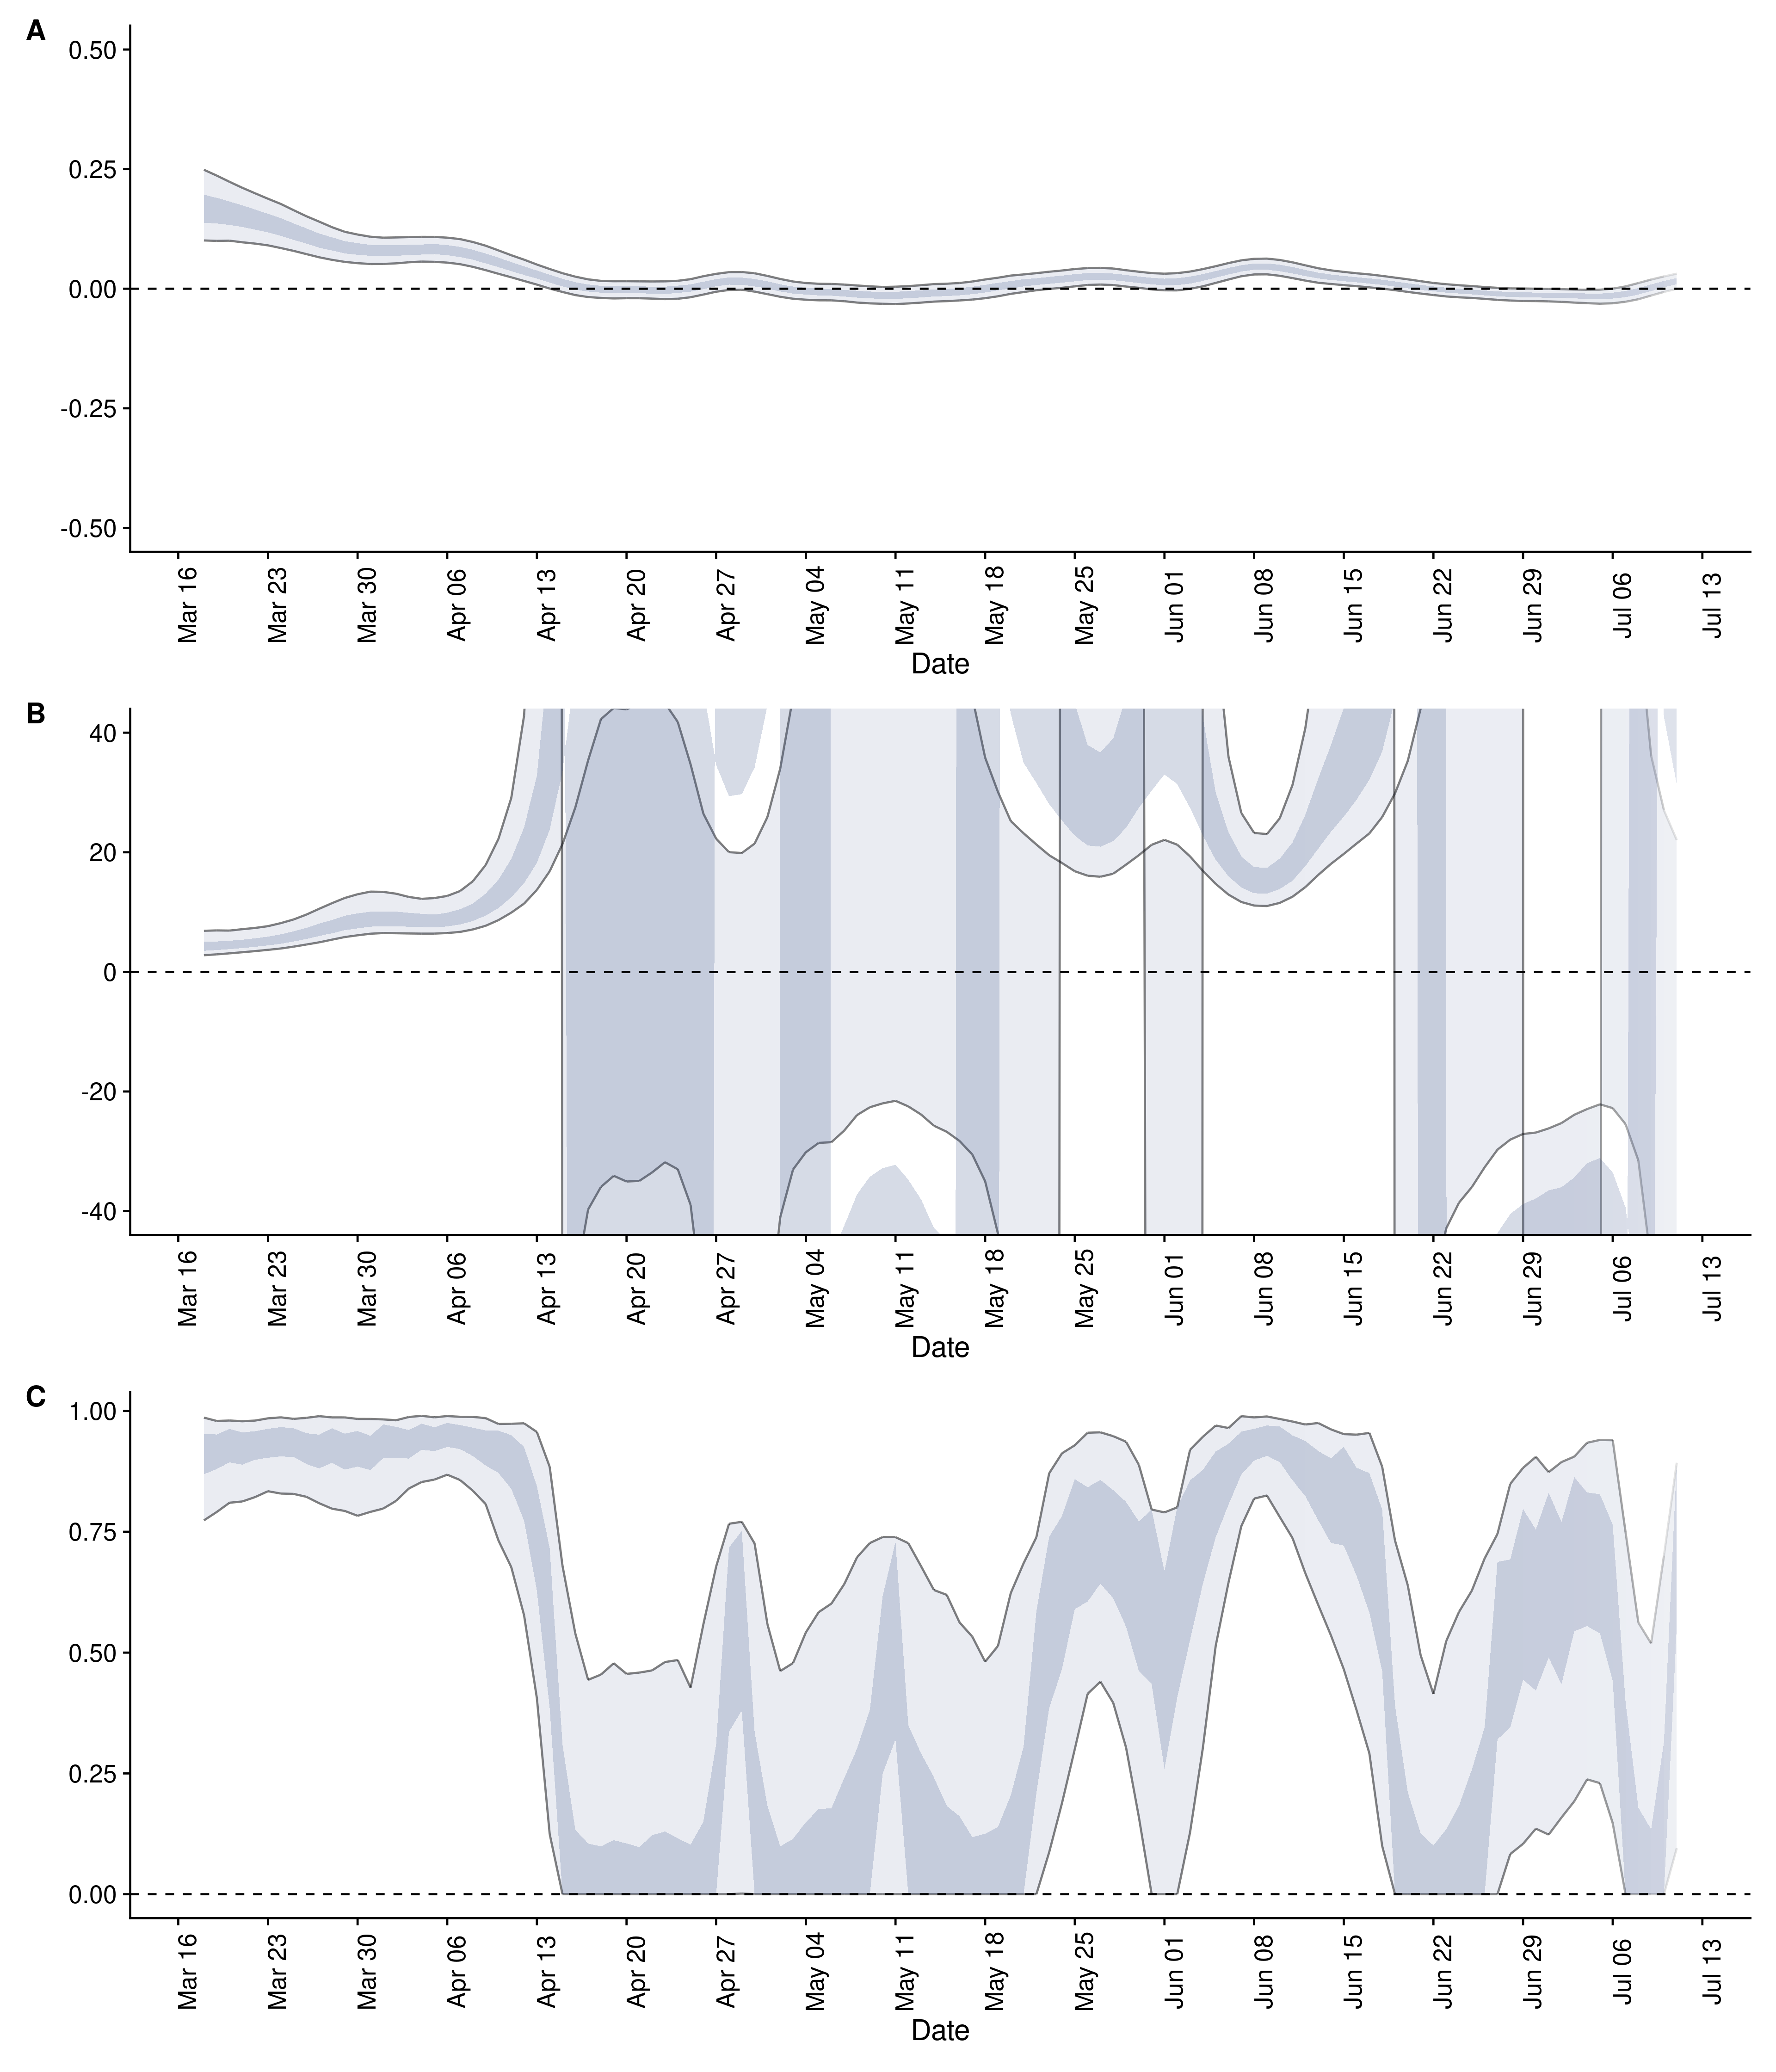 A
0.50
0.25
0.00
-0.25
-0.50
Mar 16
Mar 23
Mar 30
Apr 06
Apr 13
Apr 20
Apr 27
May 04
May 11
May 18
May 25
Jun 01
Jun 08
Jun 15
Jun 22
Jun 29
Jul 06
Jul 13
Date
B
40
20
0
-20
-40
Mar 16
Mar 23
Mar 30
Apr 06
Apr 13
Apr 20
Apr 27
May 04
May 11
May 18
May 25
Jun 01
Jun 08
Jun 15
Jun 22
Jun 29
Jul 06
Jul 13
Date
C
1.00
0.75
0.50
0.25
0.00
Mar 16
Mar 23
Mar 30
Apr 06
Apr 13
Apr 20
Apr 27
May 04
May 11
May 18
May 25
Jun 01
Jun 08
Jun 15
Jun 22
Jun 29
Jul 06
Jul 13
Date